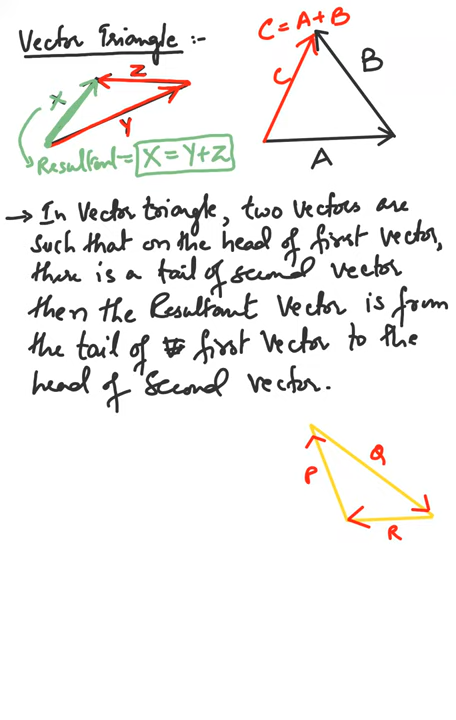 Vector Triangle :-
C = A + B
Z
X
Y
C
B
A
Resultant = X = Y+Z
→ In Vector triangle, two vectors are
such that on the head of first vector,
there is a tail of second vector
then the Resultant Vector is from
the tail of first vector to the
head of second vector.
P
Q
R